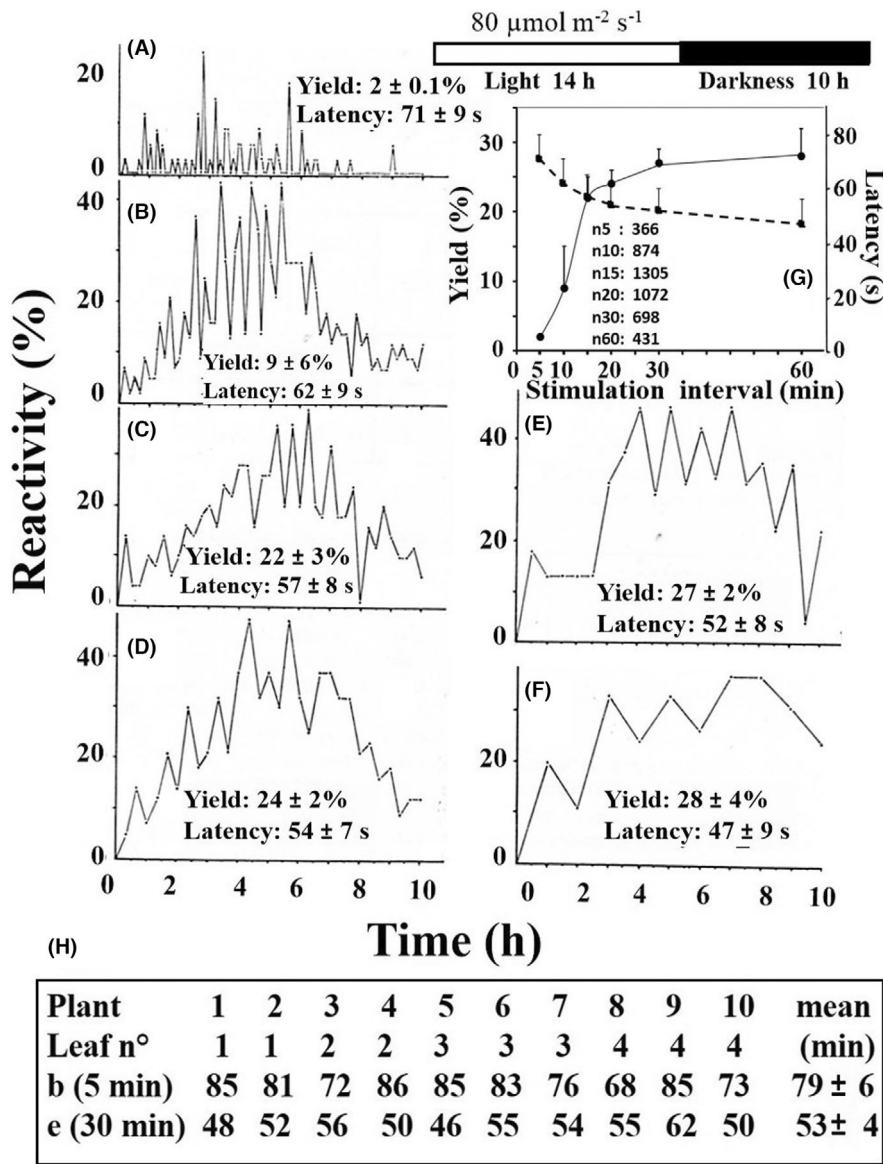 80 µmol m⁻² s⁻¹
Light 14 h Darkness 10 h
(A)
20
0
Yield: 2 ± 0.1%
Latency: 71 ± 9 s
(B)
40
20
0
Yield: 9 ± 6%
Latency: 62 ± 9 s
(C)
20
0
Yield: 22 ± 3%
Latency: 57 ± 8 s
(D)
40
20
0
Yield: 24 ± 2%
Latency: 54 ± 7 s
0 2 4 6 8 10
Reactivity (%)
30
20
10
0
Yield (%)
80
60
40
20
0
Latency (s)
n5 : 366
n10: 874
n15: 1305
n20: 1072
n30: 698
n60: 431
(G)
0 5 10 20 30 60
Stimulation interval (min)
(E)
40
20
0
Yield: 27 ± 2%
Latency: 52 ± 8 s
(F)
20
0
Yield: 28 ± 4%
Latency: 47 ± 9 s
0 2 4 6 8 10
Time (h)
(H)
Plant 1 2 3 4 5 6 7 8 9 10 mean
Leaf n° 1 1 2 2 3 3 3 4 4 4 (min)
b (5 min) 85 81 72 86 85 83 76 68 85 73 79 ± 6
e (30 min) 48 52 56 50 46 55 54 55 62 50 53 ± 4